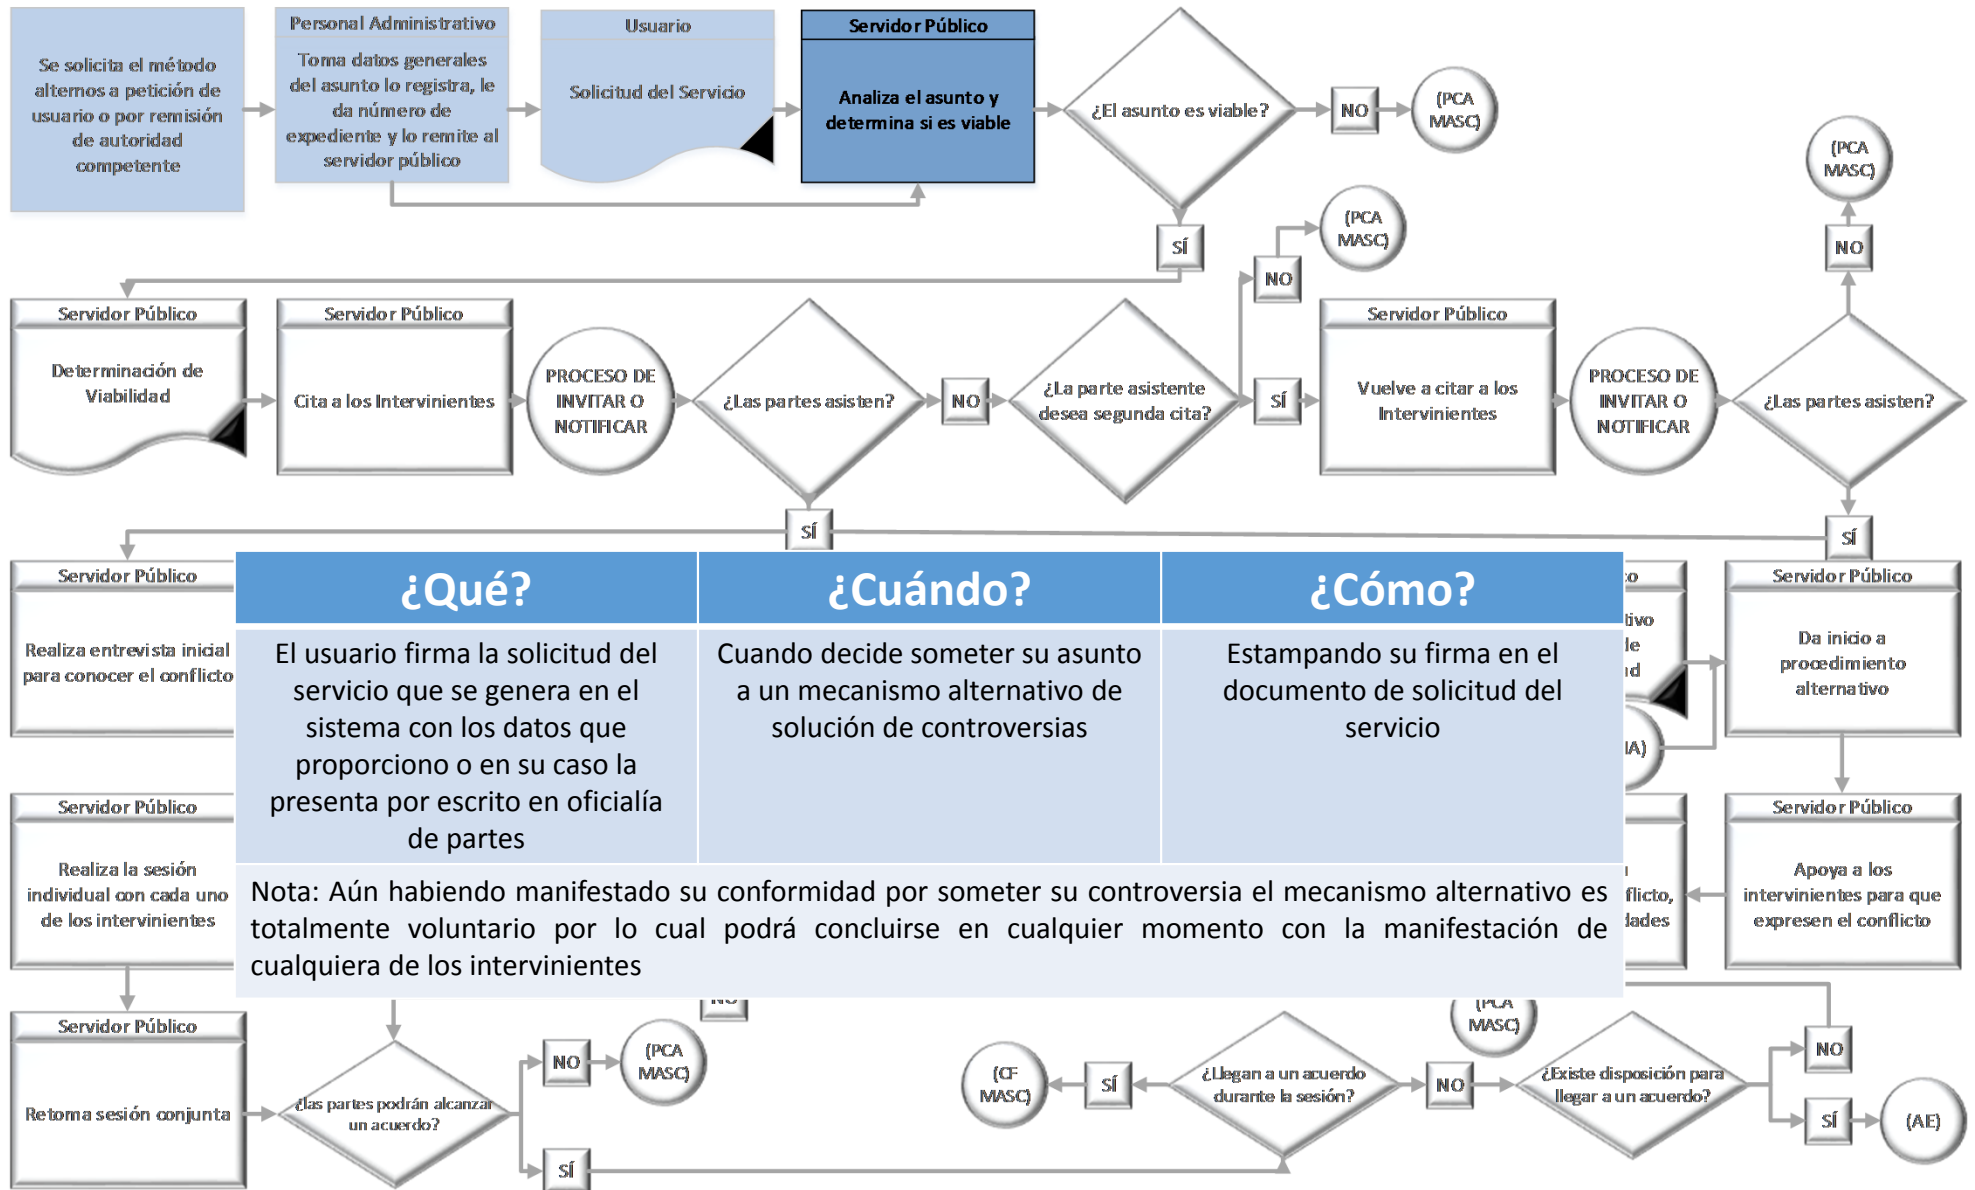 Se solicita el método
alternos a petición de
usuario o por remisión
de autoridad
competente
Personal Administrativo
Toma datos generales
del asunto lo registra, le
da número de
expediente y lo remite al
servidor público
Usuario
Solicitud del Servicio
Servidor Público
Analiza el asunto y
determina si es viable
¿El asunto es viable?
NO
(PCA
MASC)
SÍ
(PCA
MASC)
NO
(PCA
MASC)
NO
Servidor Público
Determinación de
Viabilidad
Servidor Público
Cita a los Intervinientes
PROCESO DE
INVITAR O
NOTIFICAR
¿Las partes asisten?
NO
¿La parte asistente
desea segunda cita?
SÍ
Servidor Público
Vuelve a citar a los
Intervinientes
PROCESO DE
INVITAR O
NOTIFICAR
¿Las partes asisten?
SÍ
SÍ
Servidor Público
Realiza entrevista inicial
para conocer el conflicto
¿Qué?
El usuario firma la solicitud del
servicio que se genera en el
sistema con los datos que
proporciono o en su caso la
presenta por escrito en oficialía
de partes
¿Cuándo?
Cuando decide someter su asunto
a un mecanismo alternativo de
solución de controversias
¿Cómo?
Estampando su firma en el
documento de solicitud del
servicio
Nota: Aún habiendo manifestado su conformidad por someter su controversia el mecanismo alternativo es
totalmente voluntario por lo cual podrá concluirse en cualquier momento con la manifestación de
cualquiera de los intervinientes
Servidor Público
Da inicio a
procedimiento
alternativo
Servidor Público
Realiza la sesión
individual con cada uno
de los intervinientes
flicto,
dades
Servidor Público
Apoya a los
intervinientes para que
expresen el conflicto
Servidor Público
Retoma sesión conjunta
¿las partes podrán alcanzar
un acuerdo?
NO
(PCA
MASC)
SÍ
NO
(CF
MASC)
SÍ
¿Llegan a un acuerdo
durante la sesión?
NO
(PCA
MASC)
¿Existe disposición para
llegar a un acuerdo?
NO
SÍ
(AE)